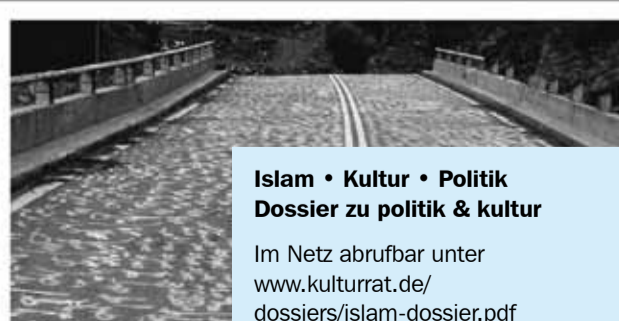 Islam • Kultur • Politik
Dossier zu politik & kultur
Im Netz abrufbar unter
www.kulturrat.de/
dossiers/islam-dossier.pdf